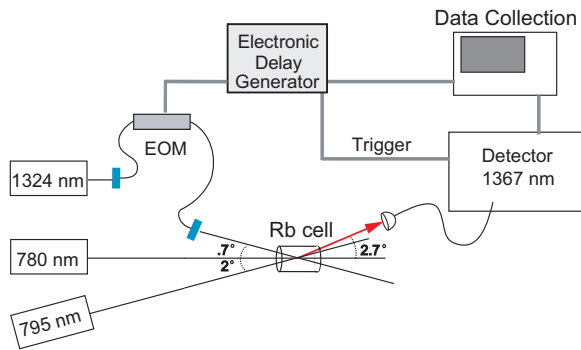 Data Collection
Electronic
Delay
Generator
EOM
Trigger
Detector
1367 nm
1324 nm
Rb cell
.7°
2°
2.7°
780 nm
795 nm